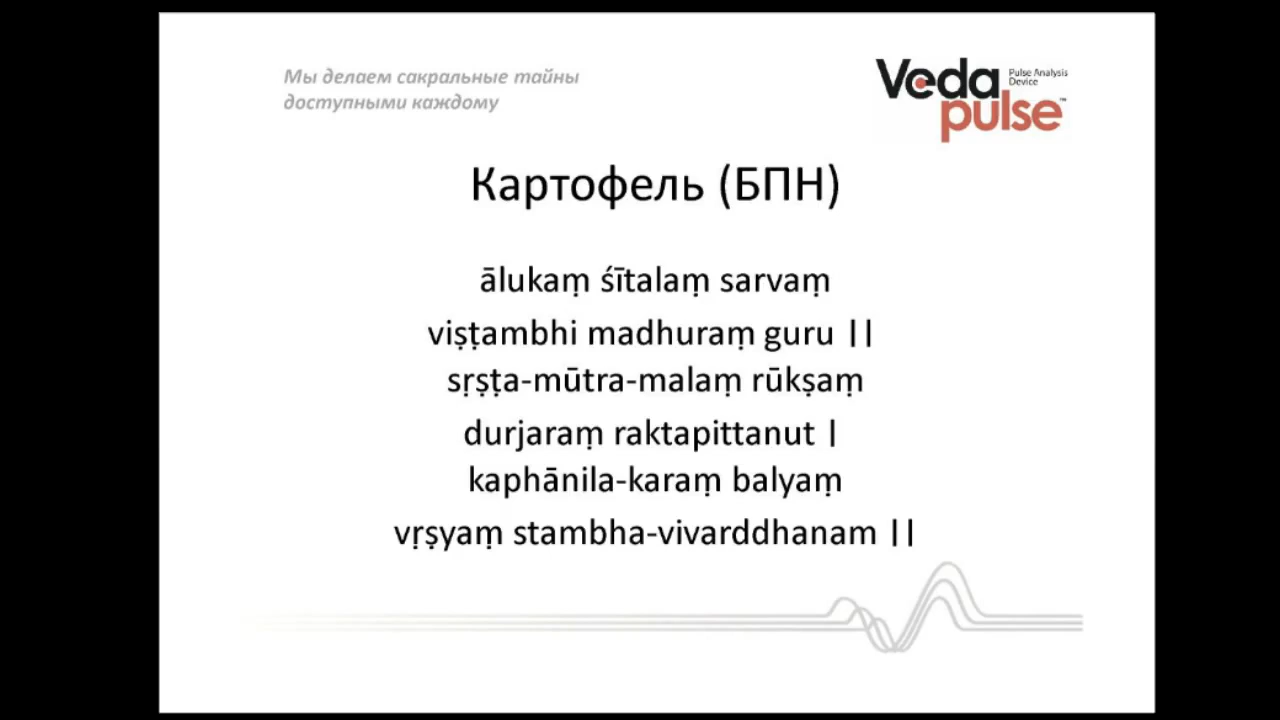 Мы делаем сакральные тайны
доступными каждому
Veda
pulse™
Pulse Analysis
Device
Картофель (БПН)
ālukaṃ śītalaṃ sarvaṃ
viṣṭambhi madhuraṃ guru ||
sṛṣṭa-mūtra-malaṃ rūkṣaṃ
durjaraṃ raktapittanut |
kaphānila-karaṃ balyaṃ
vṛṣyaṃ stambha-vivarddhanam ||